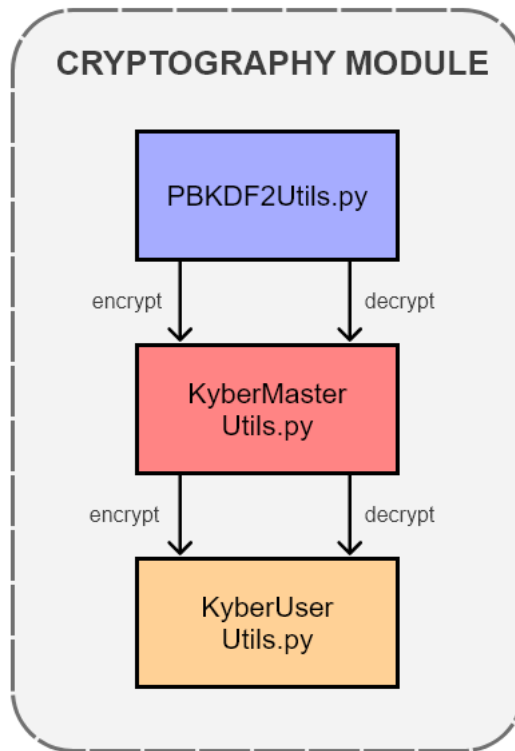 CRYPTOGRAPHY MODULE
PBKDF2Utils.py
encrypt
decrypt
KyberMaster
Utils.py
encrypt
decrypt
KyberUser
Utils.py